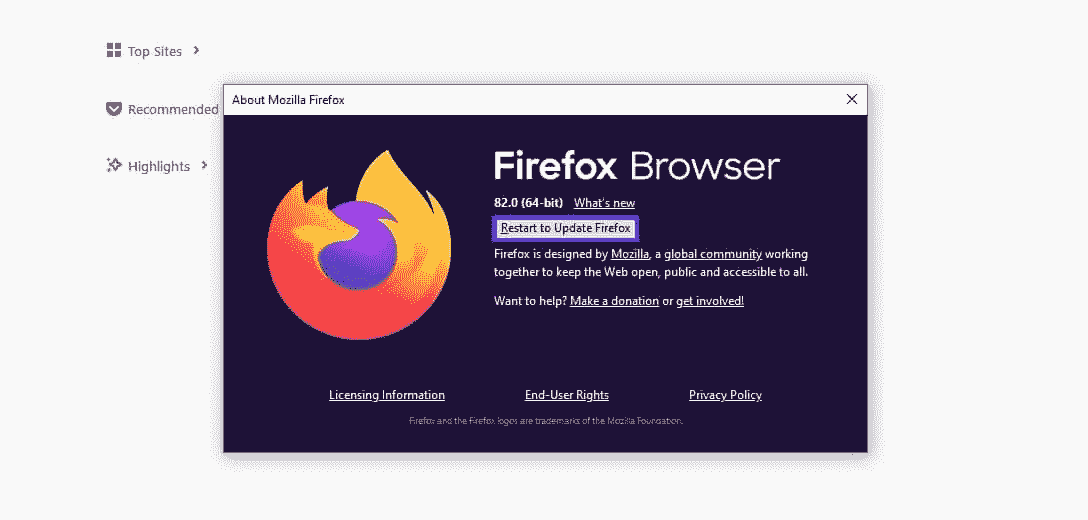 Top Sites
Recommended
Highlights
About Mozilla Firefox
Firefox Browser
82.0 (64-bit) What's new
Restart to Update Firefox
Firefox is designed by Mozilla, a global community working
together to keep the Web open, public and accessible to all.
Want to help? Make a donation or get involved!
Licensing Information End-User Rights Privacy Policy
Firefox and the Firefox logos are trademarks of the Mozilla Foundation.